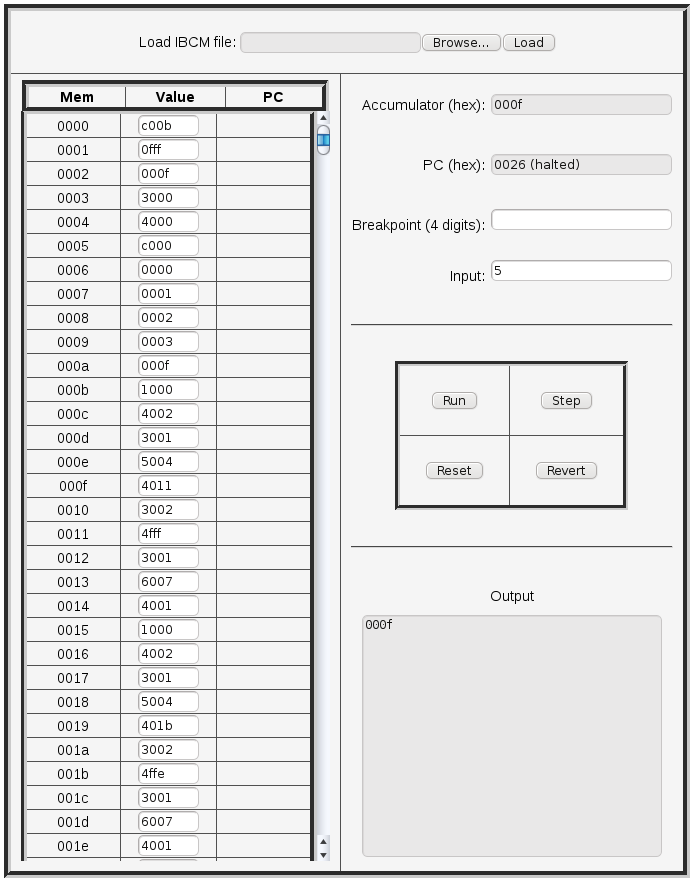 Load IBCM file: Browse... Load
Mem Value PC
0000 c00b
0001 0fff
0002 000f
0003 3000
0004 4000
0005 c000
0006 0000
0007 0001
0008 0002
0009 0003
000a 000f
000b 1000
000c 4002
000d 3001
000e 5004
000f 4011
0010 3002
0011 4fff
0012 3001
0013 6007
0014 4001
0015 1000
0016 4002
0017 3001
0018 5004
0019 401b
001a 3002
001b 4ffe
001c 3001
001d 6007
001e 4001
Accumulator (hex): 000f
PC (hex): 0026 (halted)
Breakpoint (4 digits):
Input: 5
Run Step
Reset Revert
Output
000f